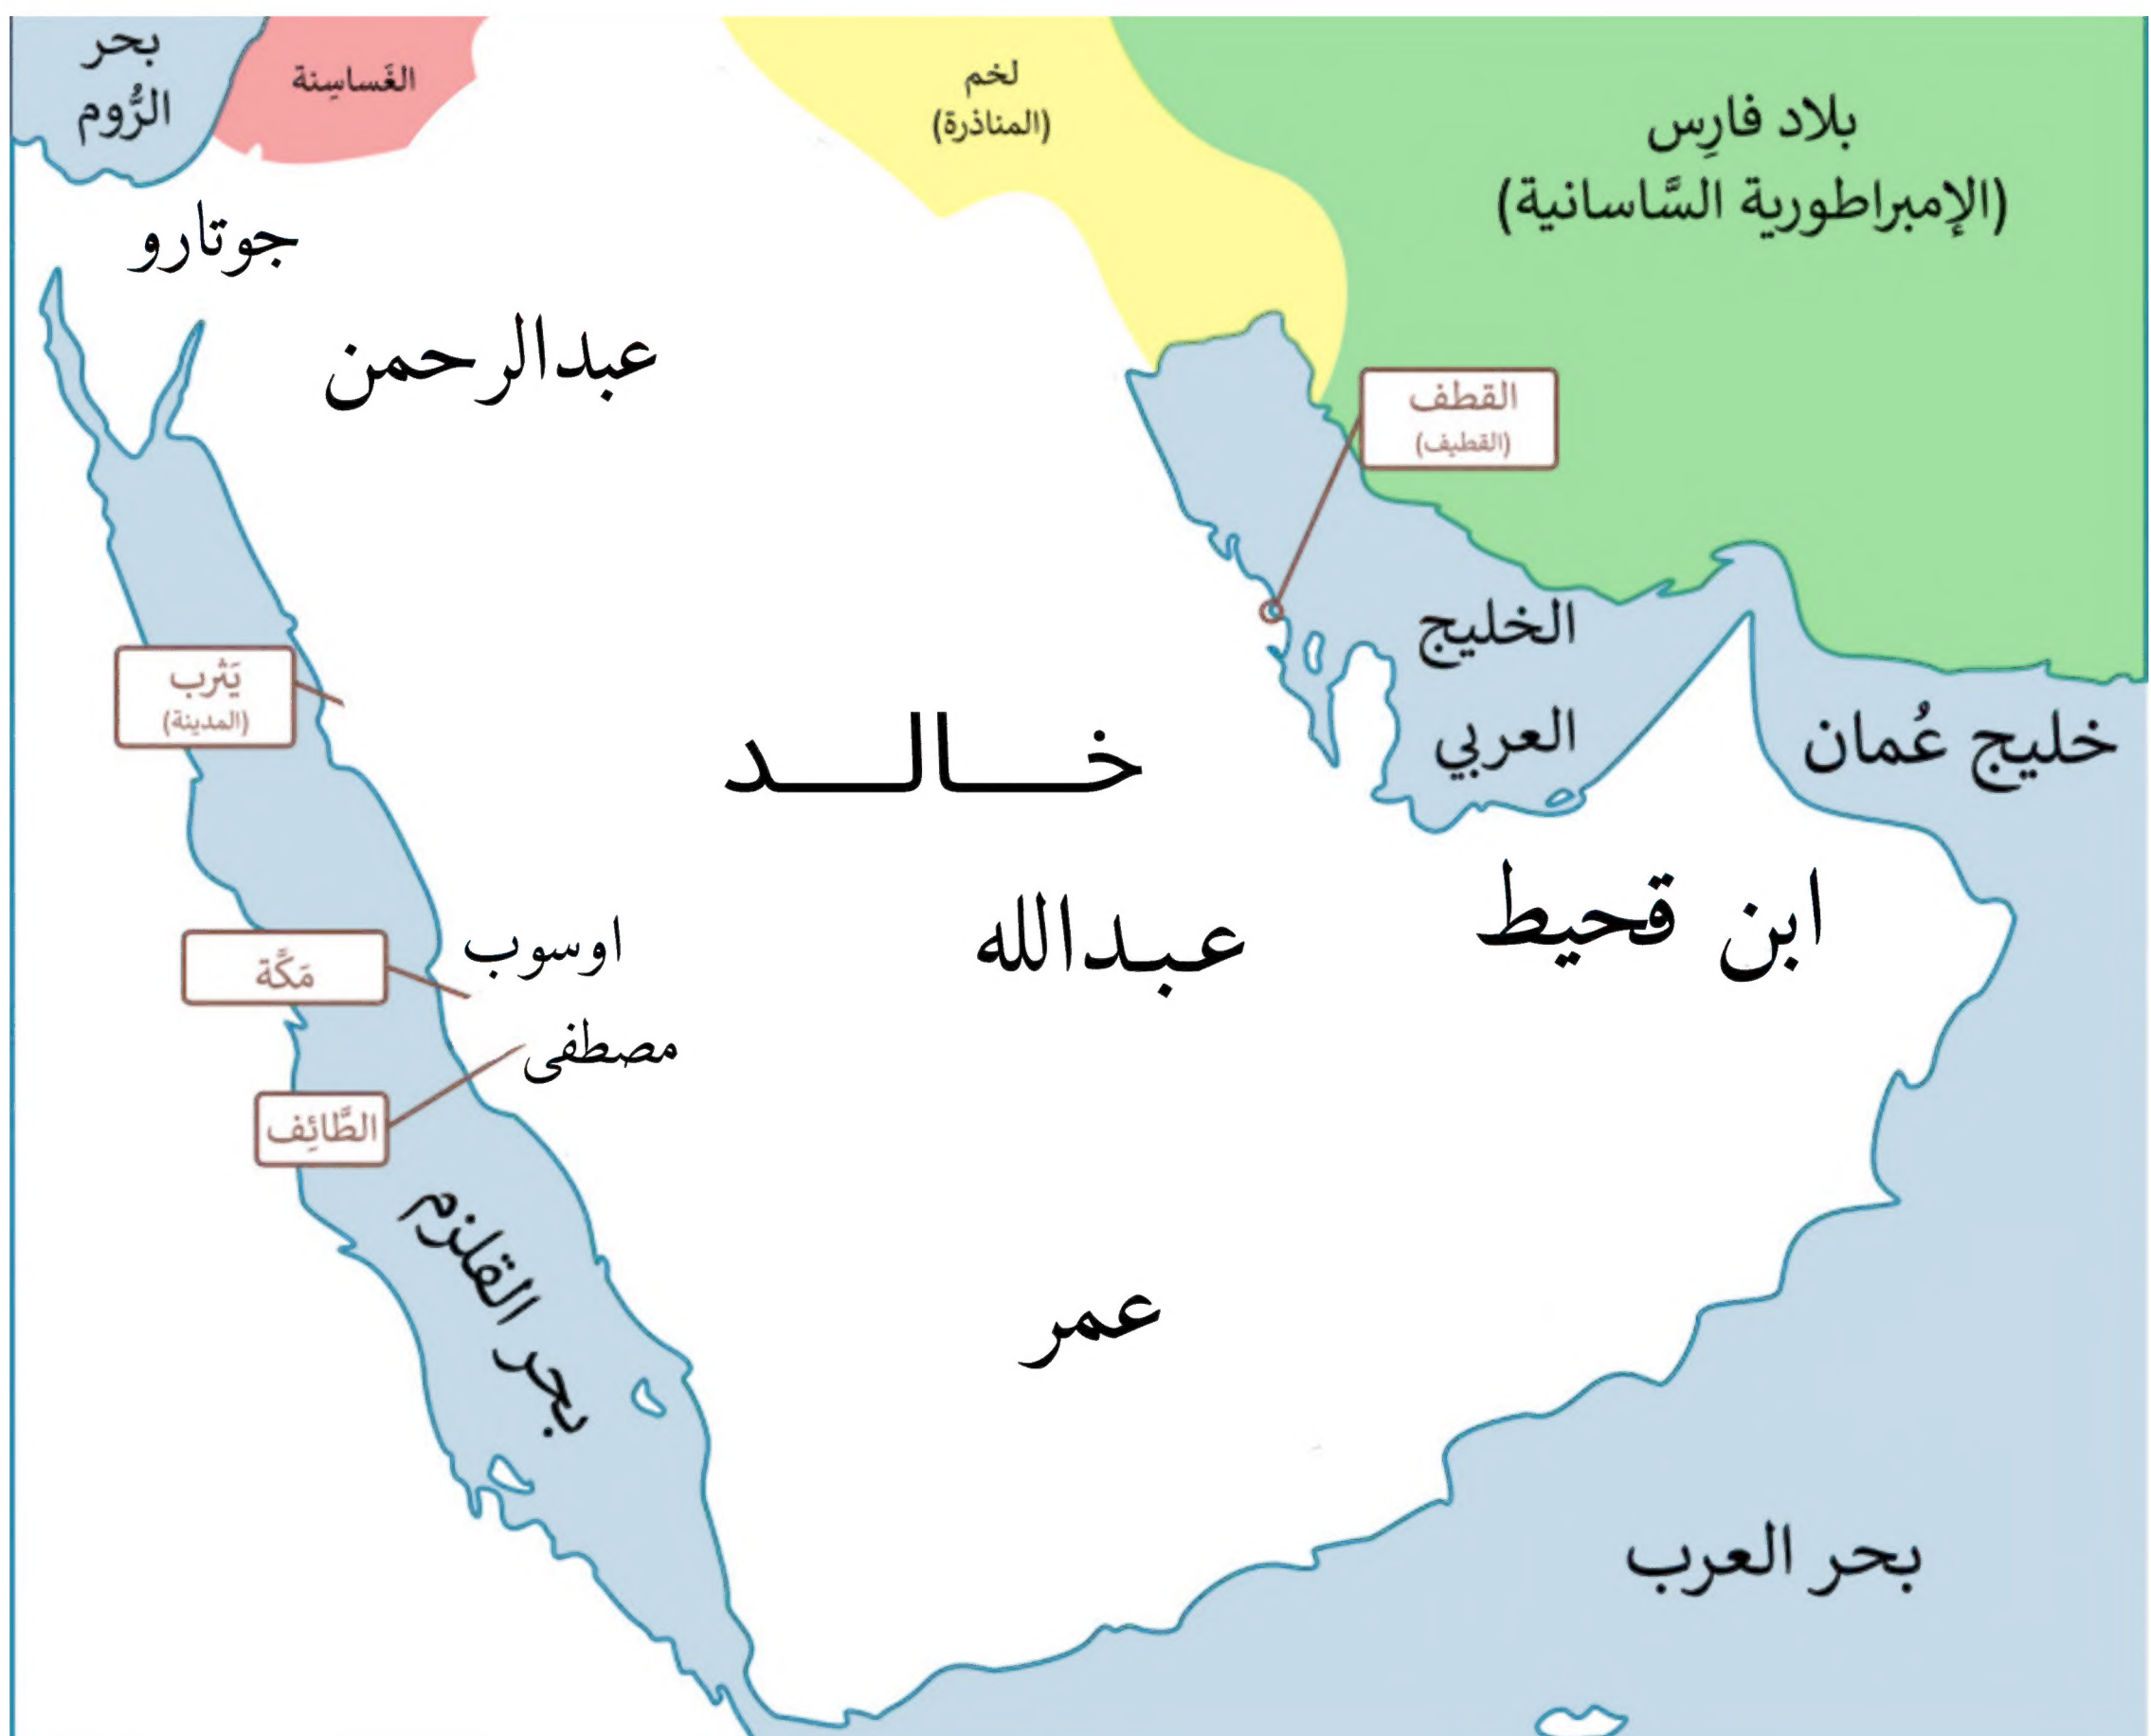 بحر
الرُّوم
الغَساسِنة
لخم
(المناذرة)
بلاد فارِس
(الإمبراطورية السَّاسانية)
جوتارو
عبدالرحمن
القطف
(القطيف)
الخليج
العربي
خليج عُمان
يَثرب
(المدينة)
خـــالــــد
ابن قحيط
عبدالله
اوسوب
مَكَّة
مصطفى
الطَّائِف
بحر القلزم
عمر
بحر العرب